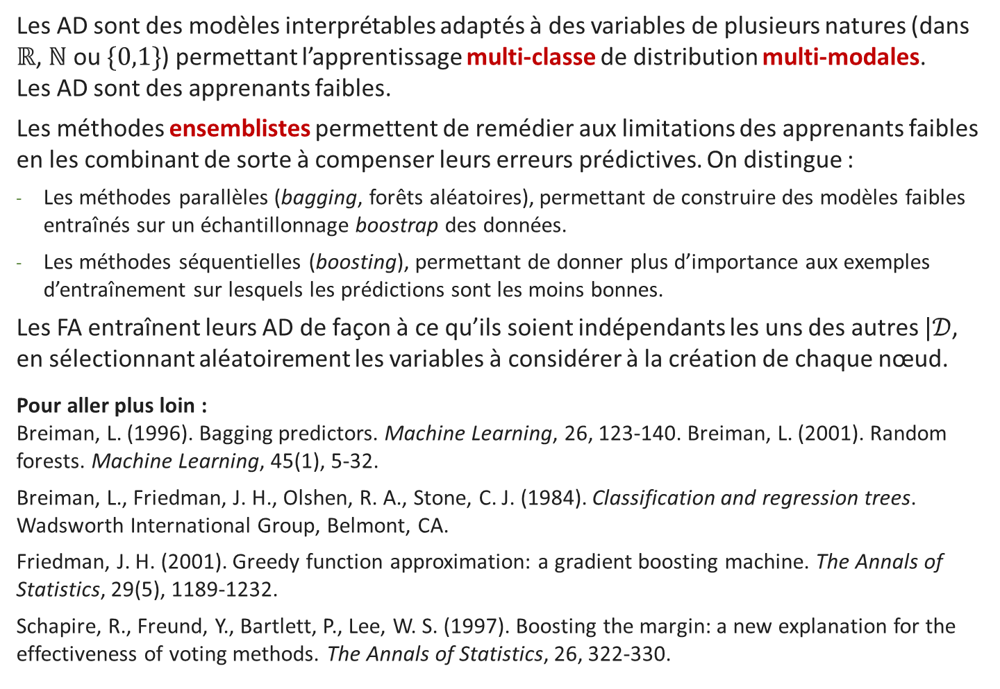 Les AD sont des modèles interprétables adaptés à des variables de plusieurs natures (dans
ℝ, ℕ ou {0,1}) permettant l’apprentissage multi-classe de distribution multi-modales.
Les AD sont des apprenants faibles.
Les méthodes ensemblistes permettent de remédier aux limitations des apprenants faibles
en les combinant de sorte à compenser leurs erreurs prédictives. On distingue :
- Les méthodes parallèles (bagging, forêts aléatoires), permettant de construire des modèles faibles
entraînés sur un échantillonnage boostrap des données.
- Les méthodes séquentielles (boosting), permettant de donner plus d’importance aux exemples
d’entraînement sur lesquels les prédictions sont les moins bonnes.
Les FA entraînent leurs AD de façon à ce qu’ils soient indépendants les uns des autres |𝒟,
en sélectionnant aléatoirement les variables à considérer à la création de chaque nœud.
Pour aller plus loin :
Breiman, L. (1996). Bagging predictors. Machine Learning, 26, 123-140. Breiman, L. (2001). Random
forests. Machine Learning, 45(1), 5-32.
Breiman, L., Friedman, J. H., Olshen, R. A., Stone, C. J. (1984). Classification and regression trees.
Wadsworth International Group, Belmont, CA.
Friedman, J. H. (2001). Greedy function approximation: a gradient boosting machine. The Annals of
Statistics, 29(5), 1189-1232.
Schapire, R., Freund, Y., Bartlett, P., Lee, W. S. (1997). Boosting the margin: a new explanation for the
effectiveness of voting methods. The Annals of Statistics, 26, 322-330.